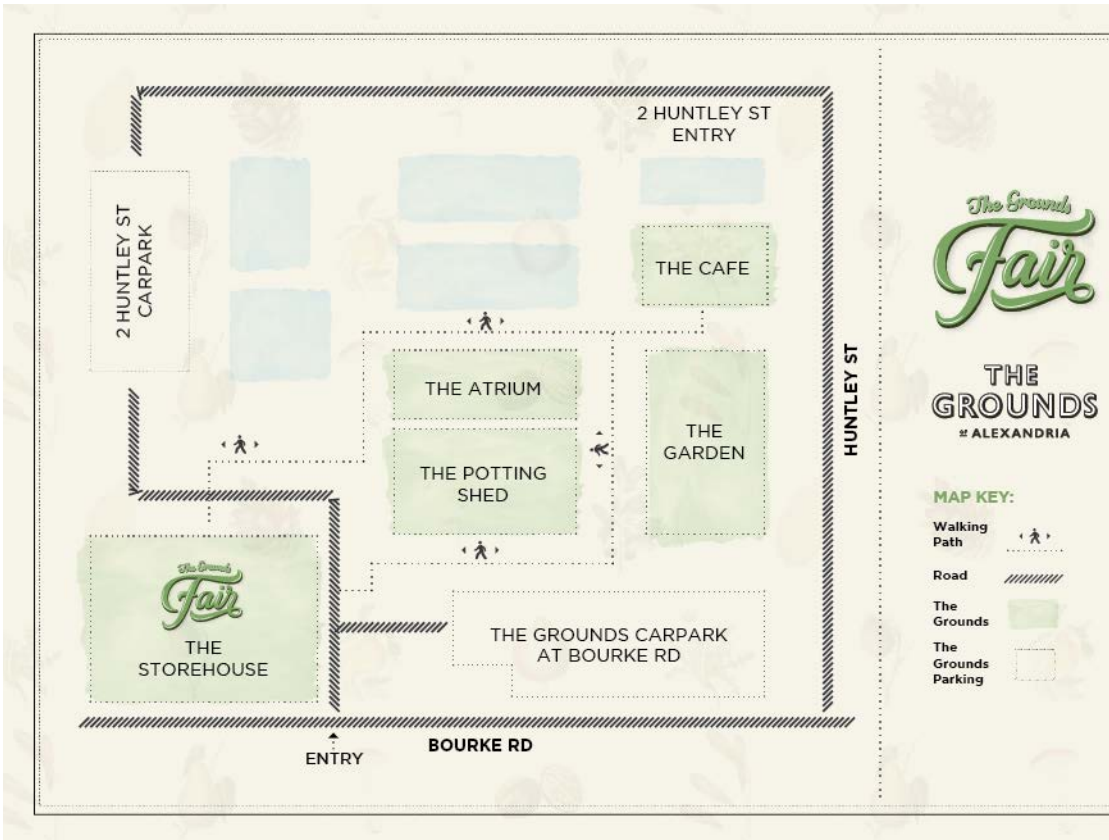 2 HUNTLEY ST
ENTRY
2 HUNTLEY ST
CARPARK
THE CAFE
The Grounds
Fair
THE ATRIUM
THE
GARDEN
HUNTLEY ST
THE
GROUNDS
of ALEXANDRIA
THE POTTING
SHED
MAP KEY:
Walking
Path
Road
The
Grounds
The
Grounds
Parking
The Grounds
Fair
THE
STOREHOUSE
THE GROUNDS CARPARK
AT BOURKE RD
BOURKE RD
ENTRY